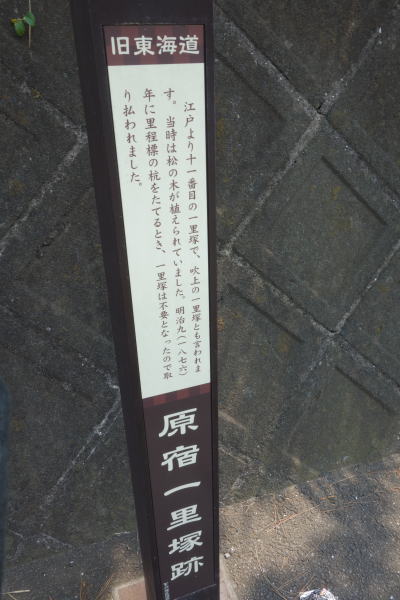 旧東海道
江戸より十一番目の一里塚で、吹上の一里塚とも言われま
す。当時は松の木が植えられていました。明治九(一八七六)
年に里程標の杭をたてるとき、一里塚は不要となったので取
り払われました。
原宿一里塚跡